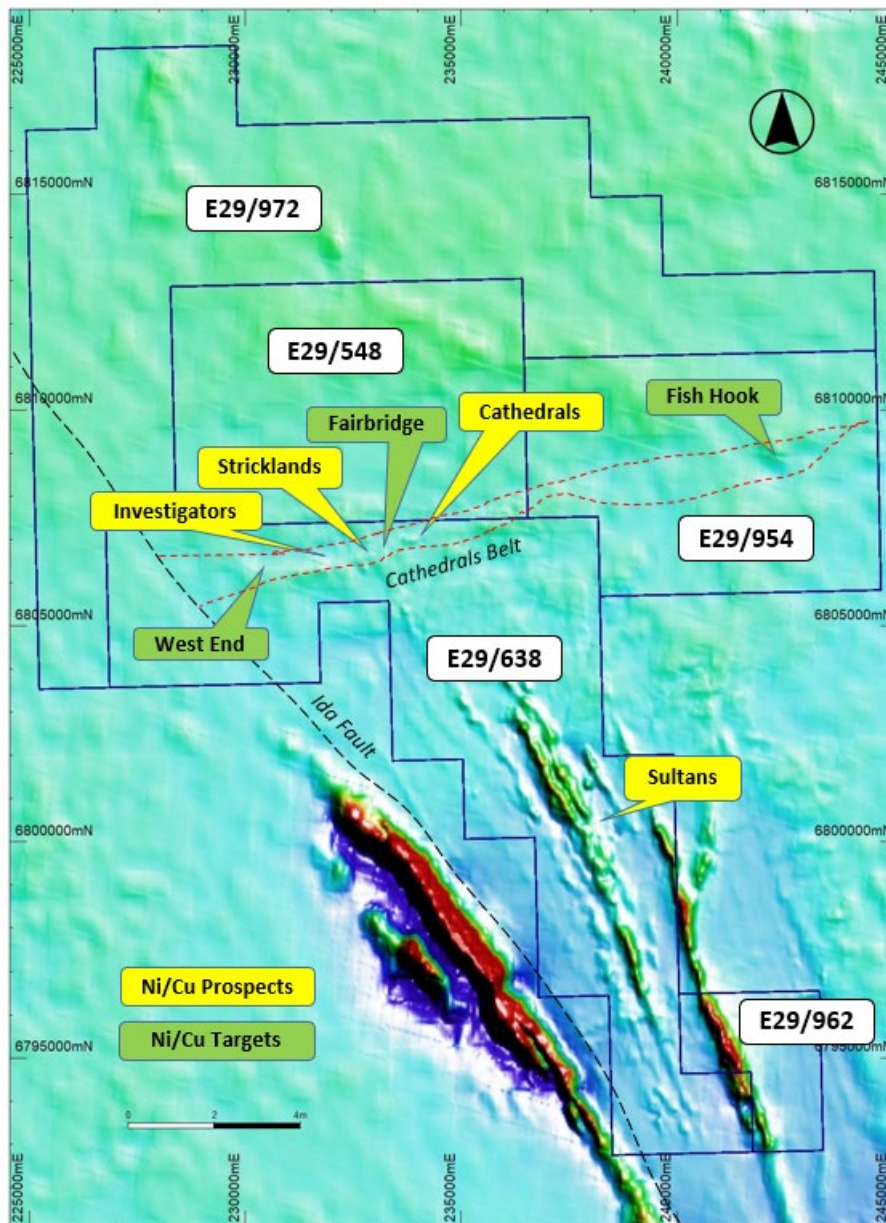 225000mE
230000mE
235000mE
240000mE
245000mE
6815000mN
6815000mN
E29/972
E29/548
6810000mN
6810000mN
Fish Hook
Cathedrals
Fairbridge
Stricklands
Investigators
E29/954
Cathedrals Belt
6805000mN
6805000mN
West End
E29/638
Ida Fault
Sultans
6800000mN
6800000mN
Ni/Cu Prospects
Ni/Cu Targets
E29/962
6795000mN
6795000mN
0 2 4m
225000mE
230000mE
235000mE
240000mE
245000mE